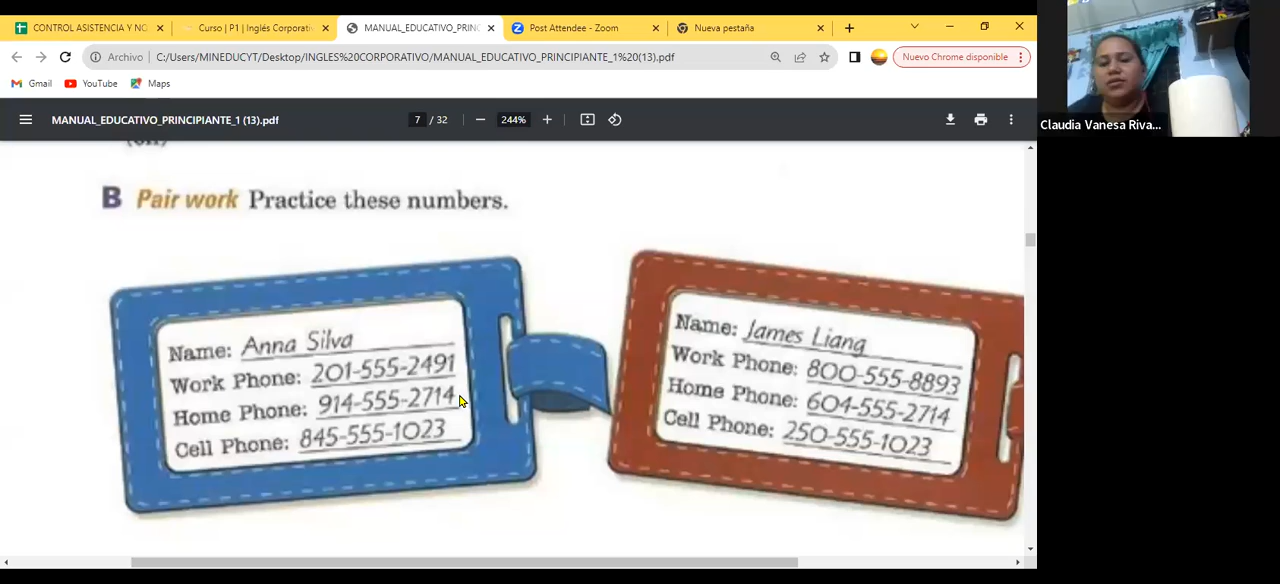 CONTROL ASISTENCIA Y NO
Curso | P1 | Inglés Corporati
MANUAL_EDUCATIVO_PRINC
Post Attendee - Zoom
Nueva pestaña
Archivo
C:/Users/MINEDUCYT/Desktop/INGLES%20CORPORATIVO/MANUAL_EDUCATIVO_PRINCIPIANTE_1%20(13).pdf
Nuevo Chrome disponible
Gmail
YouTube
Maps
MANUAL_EDUCATIVO_PRINCIPIANTE_1 (13).pdf
7 / 32
244%
B Pair work Practice these numbers.
Name: Anna Silva
Work Phone: 201-555-2491
Home Phone: 914-555-2714
Cell Phone: 845-555-1023
Name: James Liang
Work Phone: 800-555-8893
Home Phone: 604-555-2714
Cell Phone: 250-555-1023
Claudia Vanesa Riva...